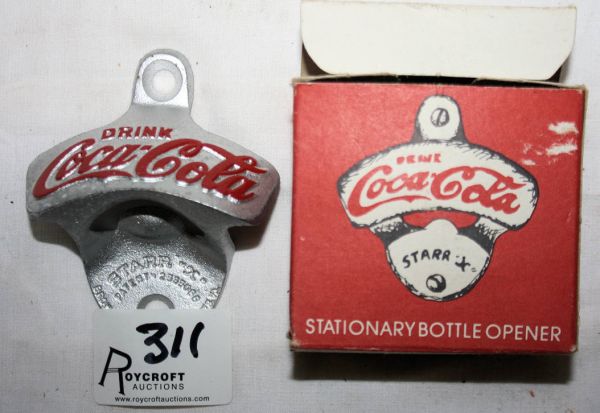 DRINK
Coca-Cola
STARR "X"
311
ROYCROFT
AUCTIONS
www.roycroftauctions.com
DRINK
Coca-Cola
STARR "X"
STATIONARY BOTTLE OPENER